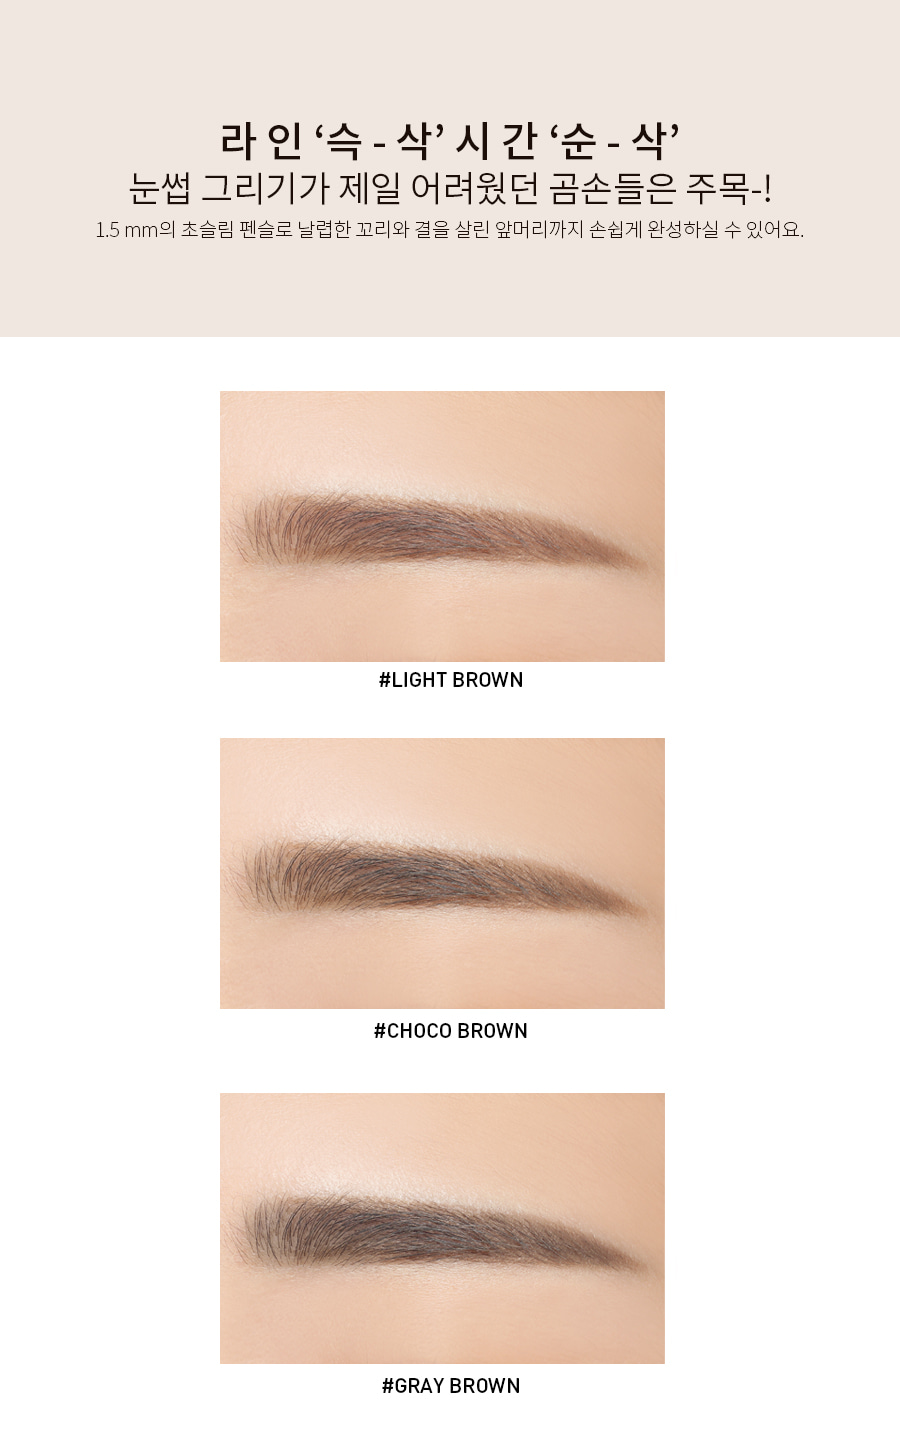 라 인 ‘슥 - 삭’ 시 간 ‘순 - 삭’
눈썹 그리기가 제일 어려웠던 곰손들은 주목-!
1.5 mm의 초슬림 펜슬로 날렵한 꼬리와 결을 살린 앞머리까지 손쉽게 완성하실 수 있어요.
#LIGHT BROWN
#CHOCO BROWN
#GRAY BROWN